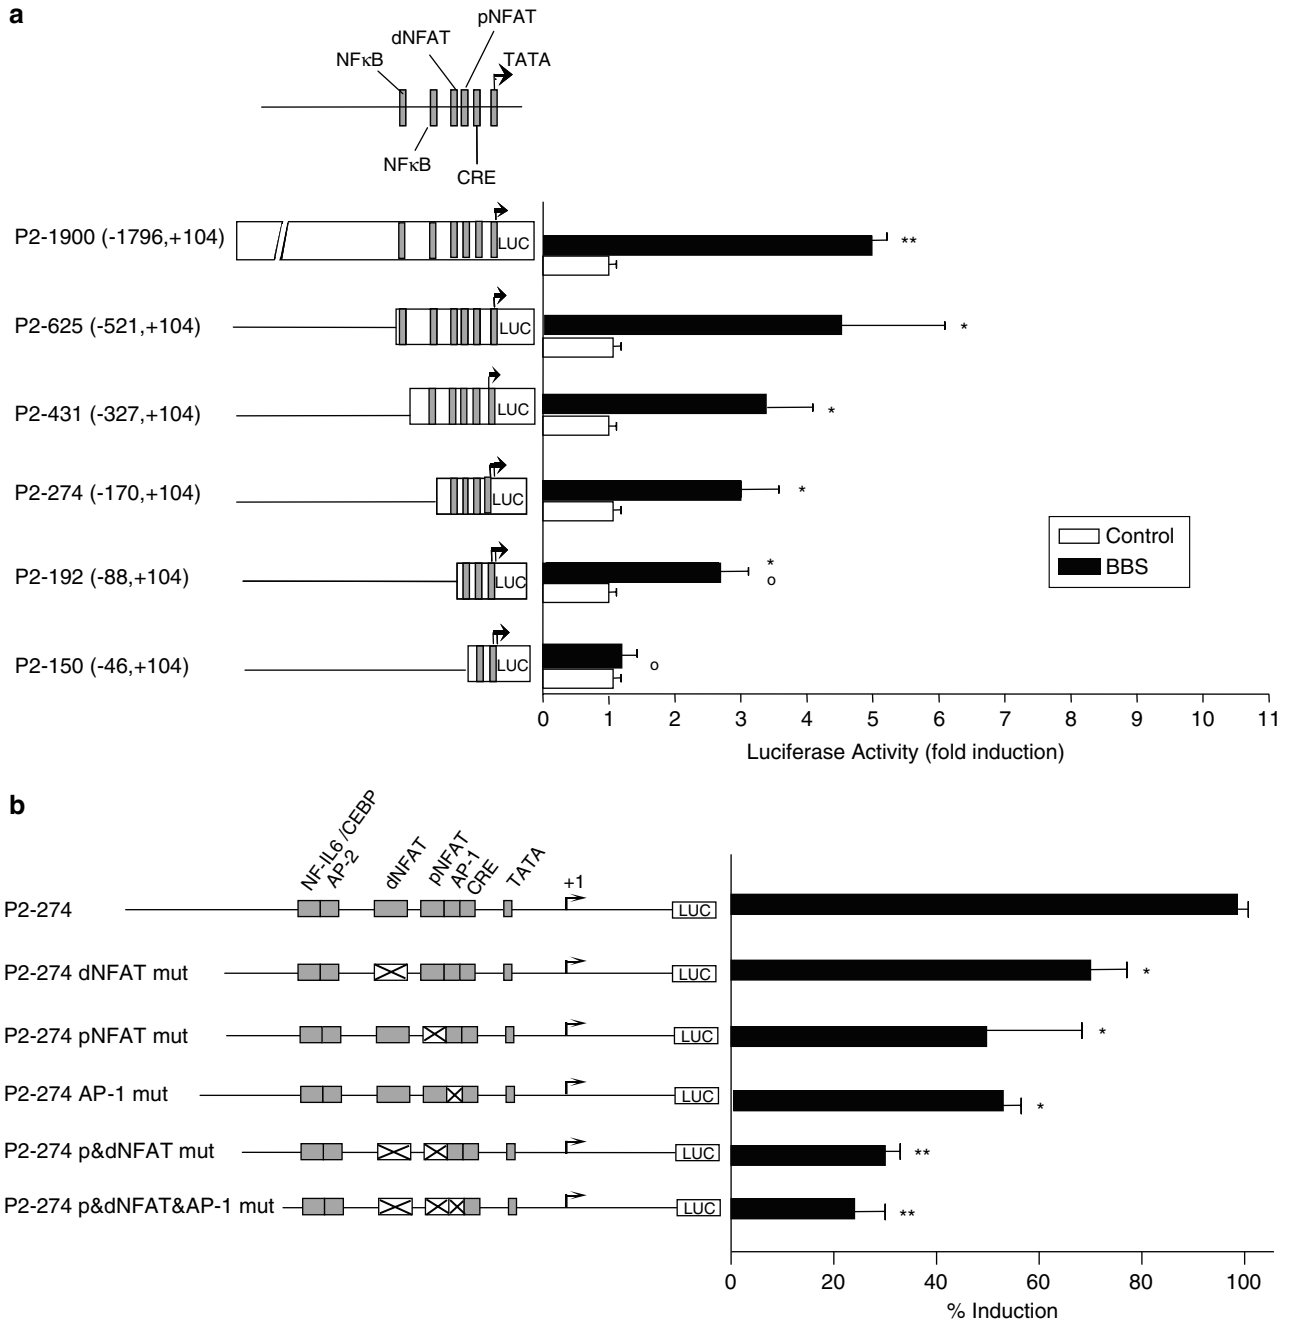 a
pNFAT
dNFAT
NFκB
TATA
NFκB
CRE
P2-1900 (-1796,+104)
LUC
**
P2-625 (-521,+104)
LUC
*
P2-431 (-327,+104)
LUC
*
P2-274 (-170,+104)
LUC
*
Control
BBS
P2-192 (-88,+104)
LUC
*
o
P2-150 (-46,+104)
LUC
o
0 1 2 3 4 5 6 7 8 9 10 11
Luciferase Activity (fold induction)
b
NF-IL6 /CEBP
AP-2
dNFAT
pNFAT
AP-1
CRE
TATA
+1
P2-274
LUC
P2-274 dNFAT mut
LUC
*
P2-274 pNFAT mut
LUC
*
P2-274 AP-1 mut
LUC
*
P2-274 p&dNFAT mut
LUC
**
P2-274 p&dNFAT&AP-1 mut
LUC
**
0 20 40 60 80 100
% Induction